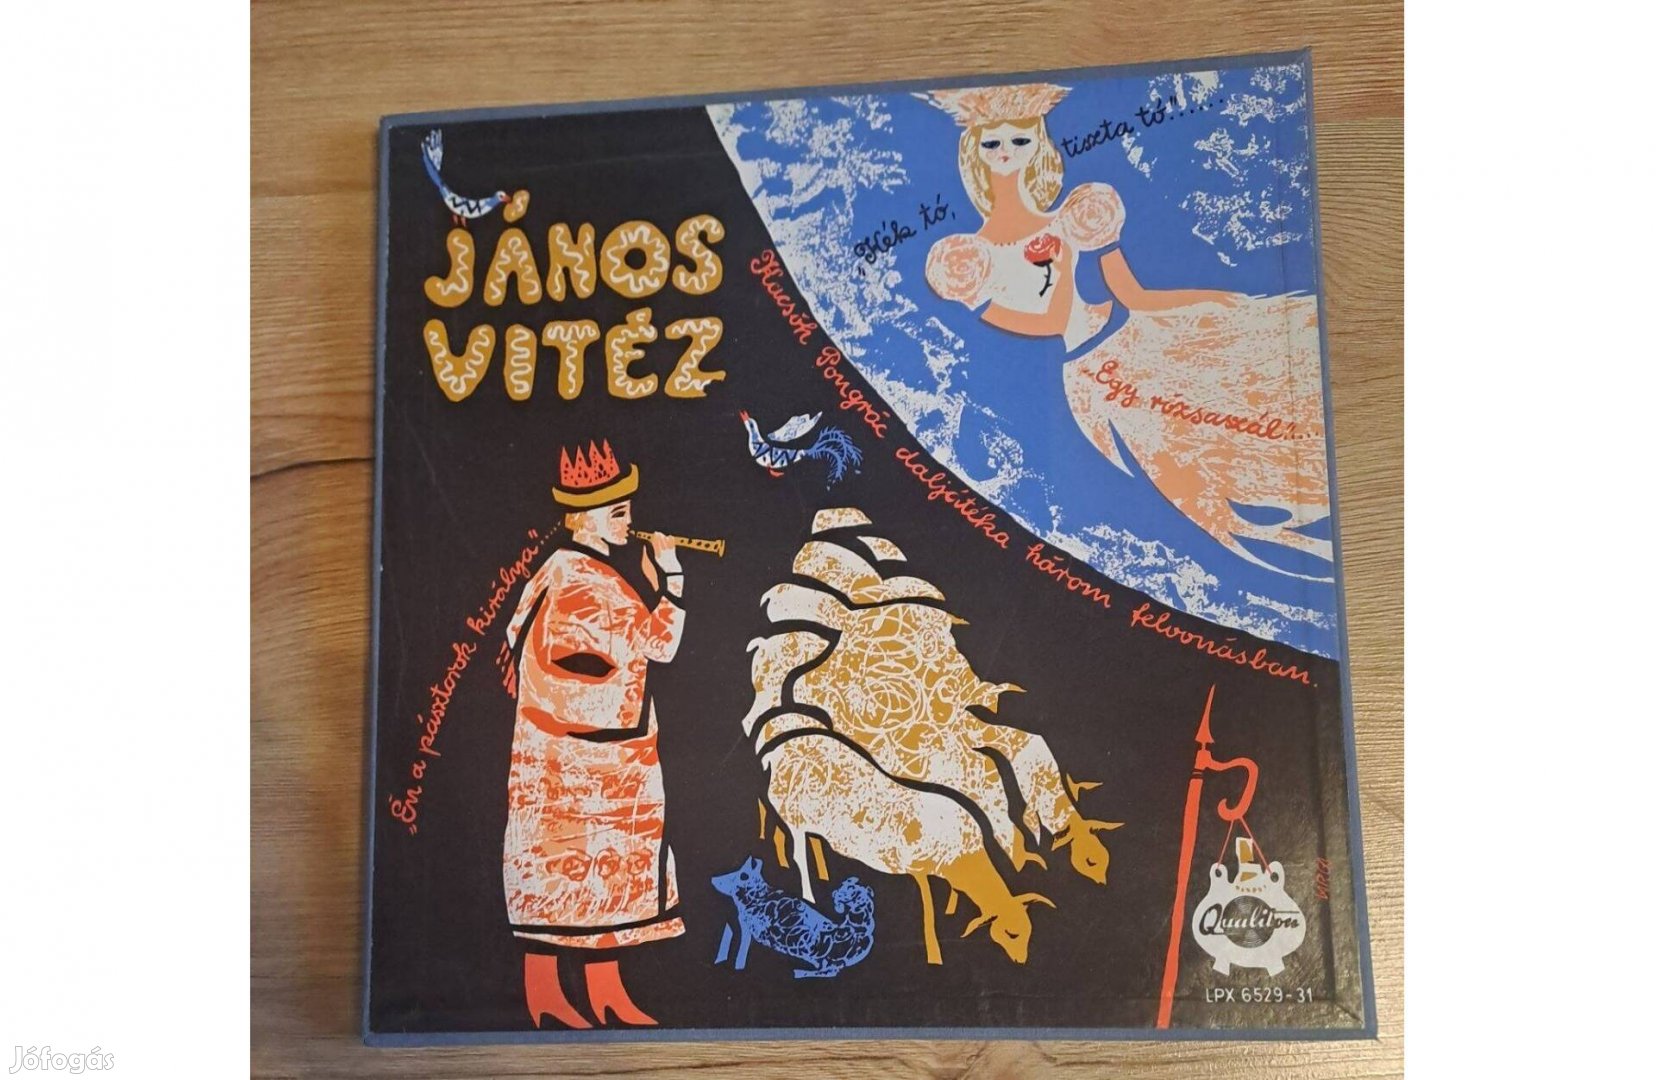 JÁNOS
VITÉZ
Kacsóh Pongrác daljátéka három felvonásban.
„Kék tó, tiszta tó"!.....
„Egy rózsaszál"!....
„Én a pásztorok királya".....
Qualiton
LPX 6529-31
Jófogás